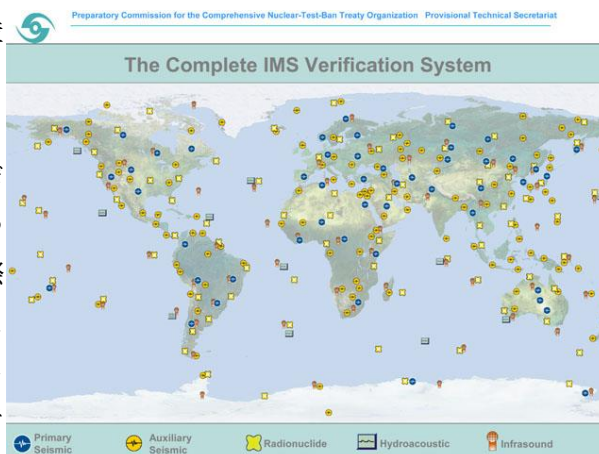 Preparatory Commission for the Comprehensive Nuclear-Test-Ban Treaty Organization Provisional Technical Secretariat
The Complete IMS Verification System
Primary Seismic
Auxiliary Seismic
Radionuclide
Hydroacoustic
Infrasound